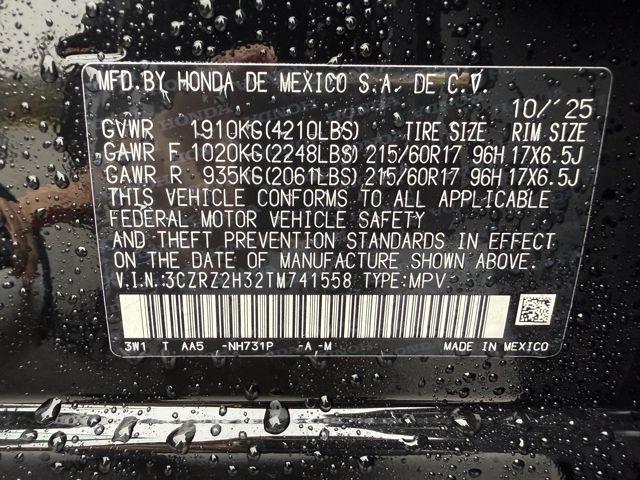 MFD.BY HONDA DE MEXICO S.A. DE C.V.
10/'25
GVWR 1910KG(4210LBS) TIRE SIZE RIM SIZE
GAWR F 1020KG(2248LBS) 215/60R17 96H 17X6.5J
GAWR R 935KG(2061LBS) 215/60R17 96H 17X6.5J
THIS VEHICLE CONFORMS TO ALL APPLICABLE
FEDERAL MOTOR VEHICLE SAFETY
AND THEFT PREVENTION STANDARDS IN EFFECT
ON THE DATE OF MANUFACTURE SHOWN ABOVE.
V.I.N.:3CZRZ2H32TM741558 TYPE:MPV
3W1 T AA5 -NH731P -A -M MADE IN MEXICO